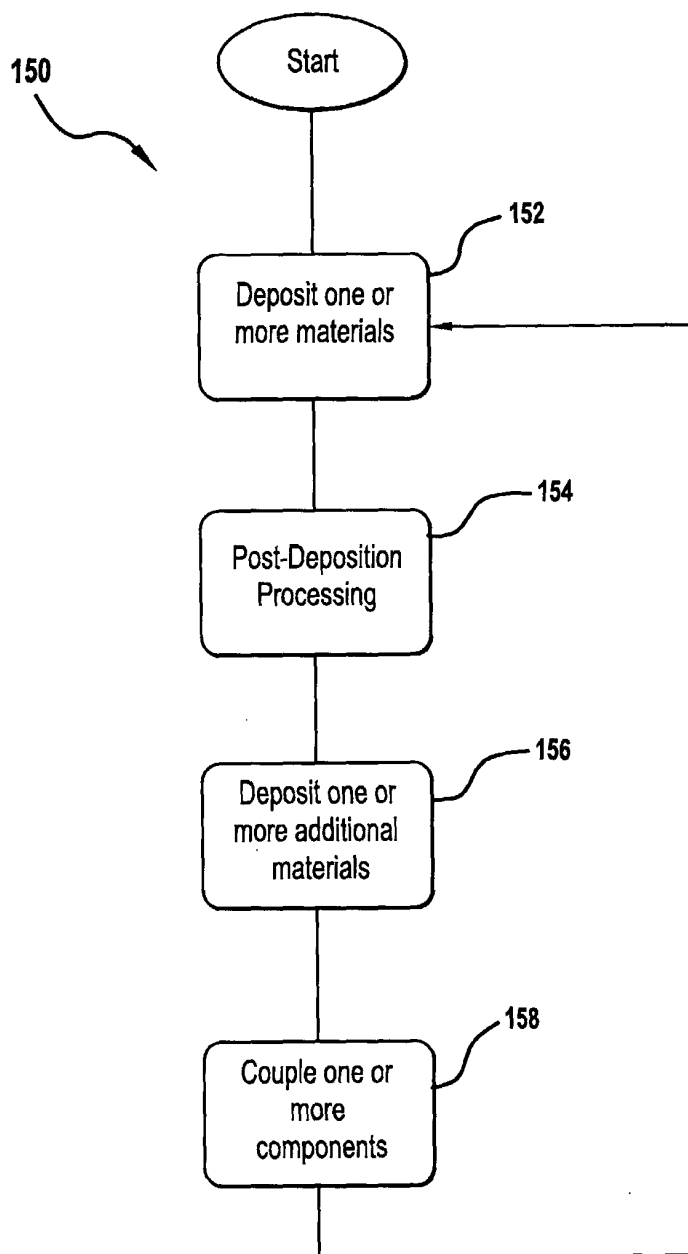 Start
150
152
Deposit one or
more materials
154
Post-Deposition
Processing
156
Deposit one or
more additional
materials
158
Couple one or
more
components